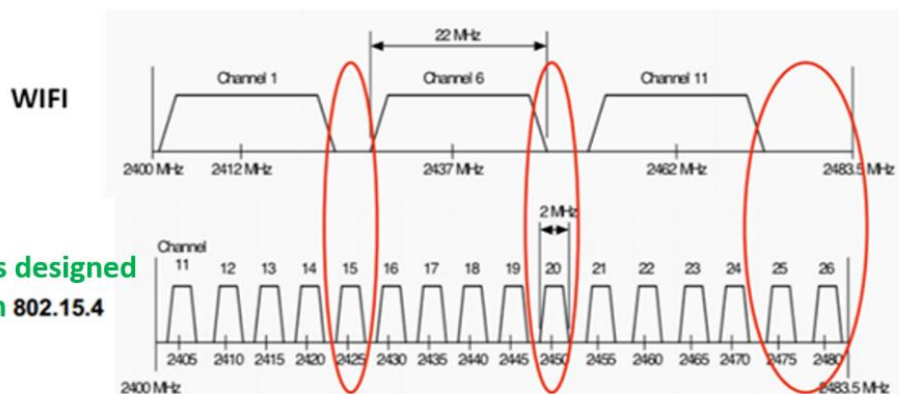 22 MHz
WIFI
Channel 1 Channel 6 Channel 11
2400 MHz 2412 MHz 2437 MHz 2462 MHz 2483.5 MHz
2 MHz
s designed
802.15.4
Channel
11 12 13 14 15 16 17 18 19 20 21 22 23 24 25 26
2405 2410 2415 2420 2425 2430 2435 2440 2445 2450 2455 2460 2465 2470 2475 2480
2400 MHz 2483.5 MHz